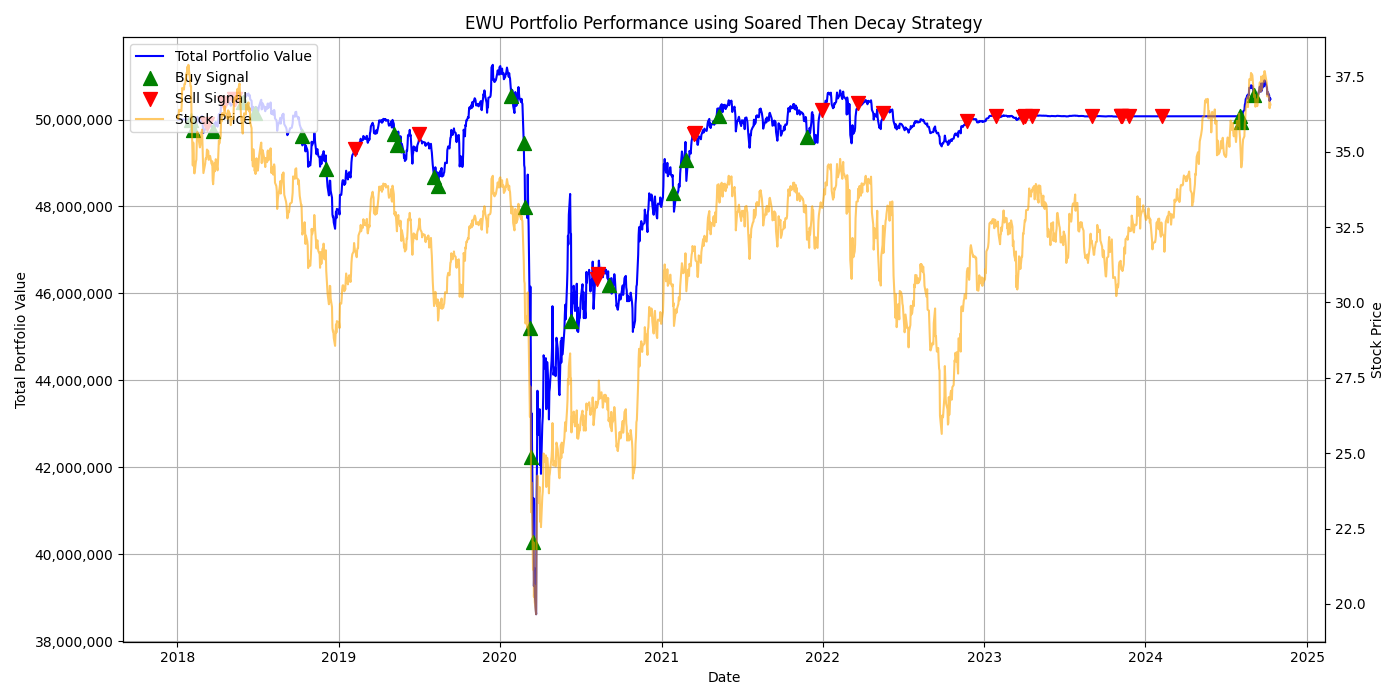 EWU Portfolio Performance using Soared Then Decay Strategy
Total Portfolio Value
Buy Signal
Sell Signal
Stock Price
50,000,000
48,000,000
46,000,000
44,000,000
42,000,000
40,000,000
38,000,000
Total Portfolio Value
37.5
35.0
32.5
30.0
27.5
25.0
22.5
20.0
Stock Price
2018 2019 2020 2021 2022 2023 2024 2025
Date